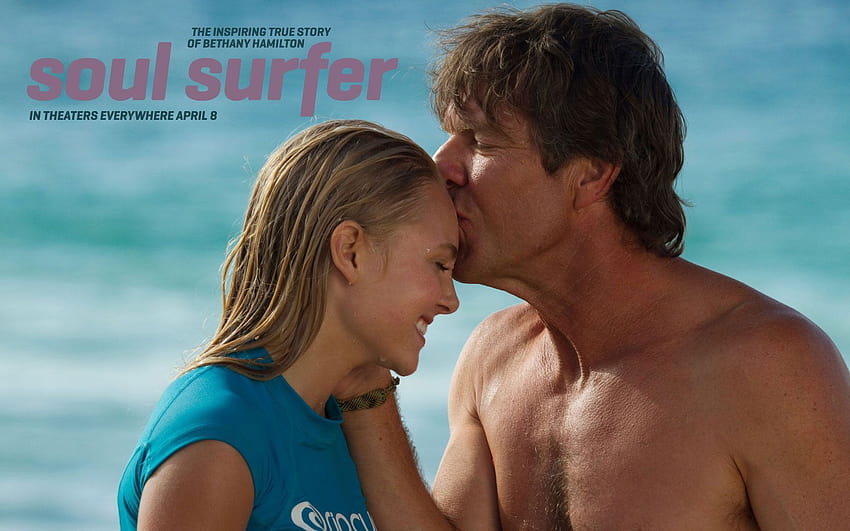 THE INSPIRING TRUE STORY
OF BETHANY HAMILTON
soul surfer
IN THEATERS EVERYWHERE APRIL 8